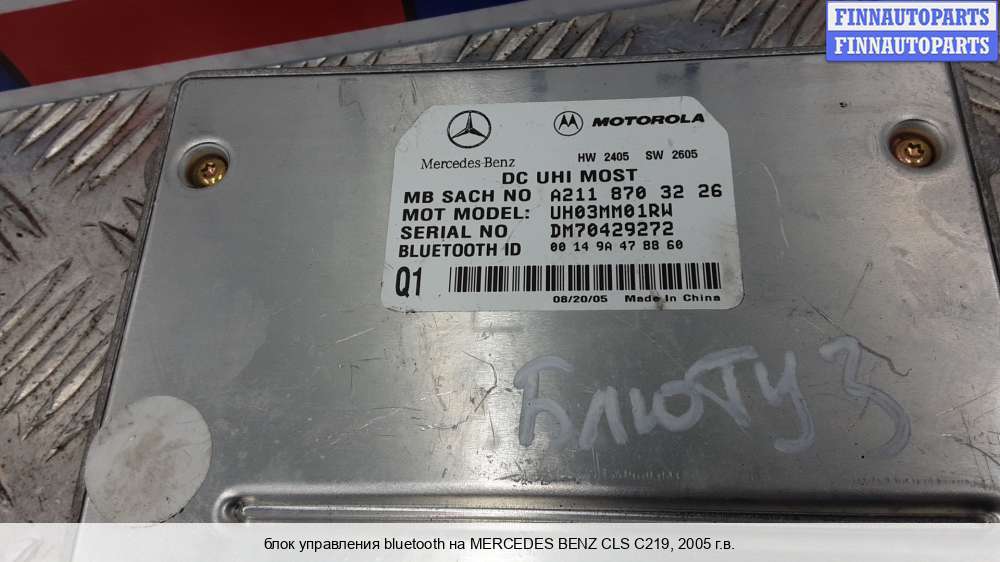 FINNAUTOPARTS
FINNAUTOPARTS
Mercedes-Benz
MOTOROLA
HW 2405 SW 2605
DC UHI MOST
MB SACH NO A211 870 32 26
MOT MODEL: UH03MM01RW
SERIAL NO DM70429272
BLUETOOTH ID 00 14 9A 47 8B 60
Q1
08/20/05 Made In China
Блютуз
блок управления bluetooth на MERCEDES BENZ CLS C219, 2005 г.в.